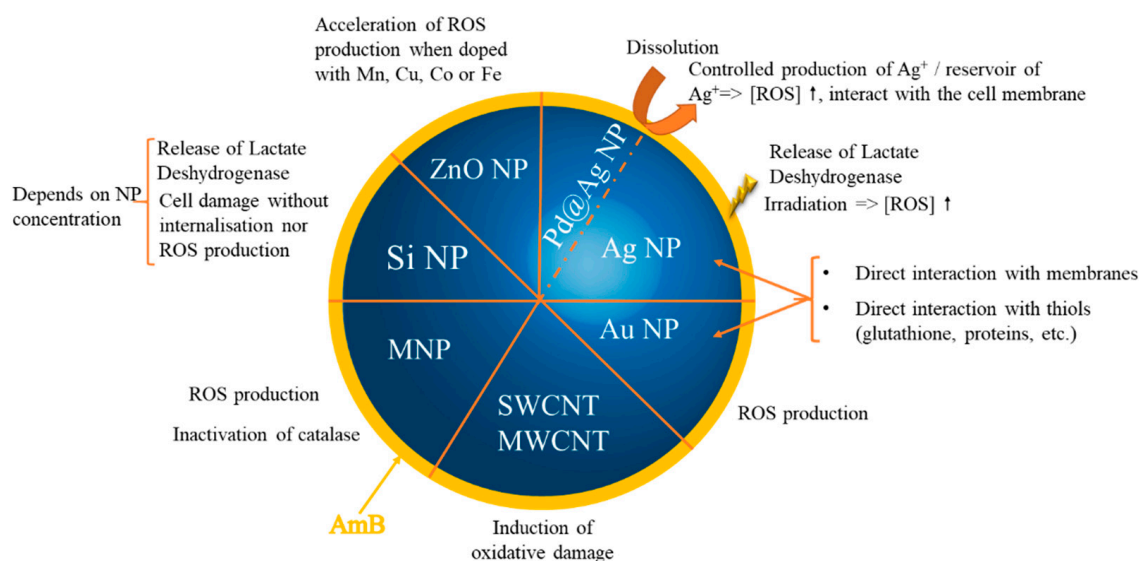 Acceleration of ROS
production when doped
with Mn, Cu, Co or Fe
Dissolution
Controlled production of Ag⁺ / reservoir of
Ag⁺=> [ROS] ↑, interact with the cell membrane
Release of Lactate
Deshydrogenase
Cell damage without
internalisation nor
ROS production
Depends on NP
concentration
ZnO NP
Pd@Ag NP
Release of Lactate
Deshydrogenase
Irradiation => [ROS] ↑
Si NP
Ag NP
• Direct interaction with membranes
• Direct interaction with thiols
(glutathione, proteins, etc.)
MNP
Au NP
SWCNT
MWCNT
ROS production
Inactivation of catalase
ROS production
AmB
Induction of
oxidative damage